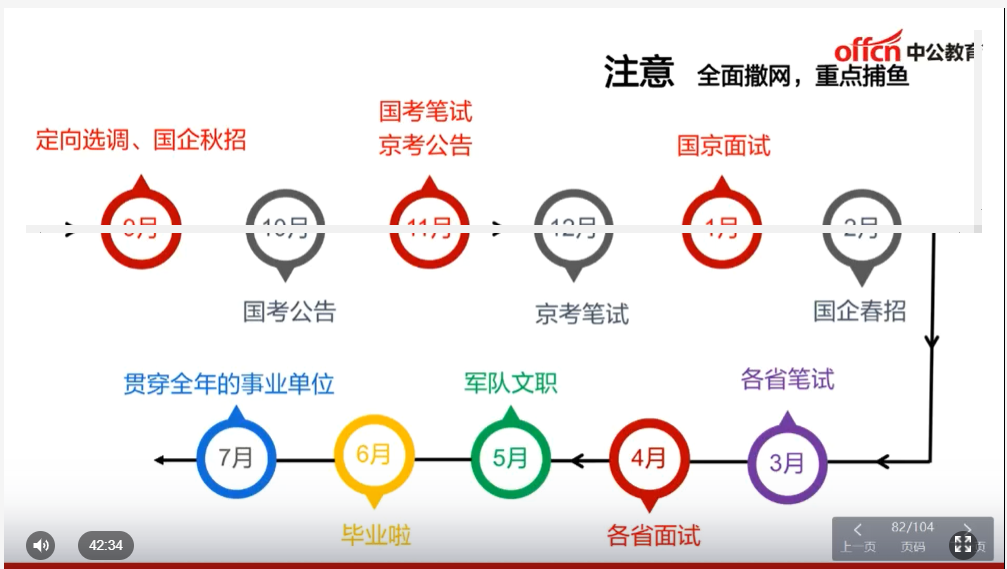 offcn 中公教育
注意 全面撒网，重点捕鱼
定向选调、国企秋招
国考笔试
京考公告
国京面试
9月
10月
11月
12月
1月
2月
国考公告
京考笔试
国企春招
贯穿全年的事业单位
军队文职
各省笔试
7月
6月
5月
4月
3月
毕业啦
各省面试
42:34
82/104
上一页
页码
页